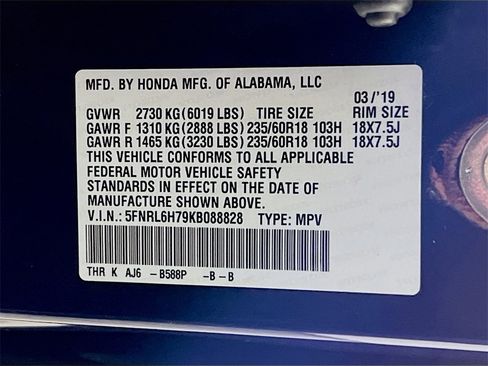 MFD. BY HONDA MFG. OF ALABAMA, LLC
03 /'19
GVWR 2730 KG(6019 LBS) TIRE SIZE RIM SIZE
GAWR F 1310 KG(2888 LBS) 235/60R18 103H 18X7.5J
GAWR R 1465 KG(3230 LBS) 235/60R18 103H 18X7.5J
THIS VEHICLE CONFORMS TO ALL APPLICABLE
FEDERAL MOTOR VEHICLE SAFETY
STANDARDS IN EFFECT ON THE DATE OF
MANUFACTURE SHOWN ABOVE.
V.I.N.: 5FNRL6H79KB088828 TYPE: MPV
THR K AJ6 -B588P -B-B